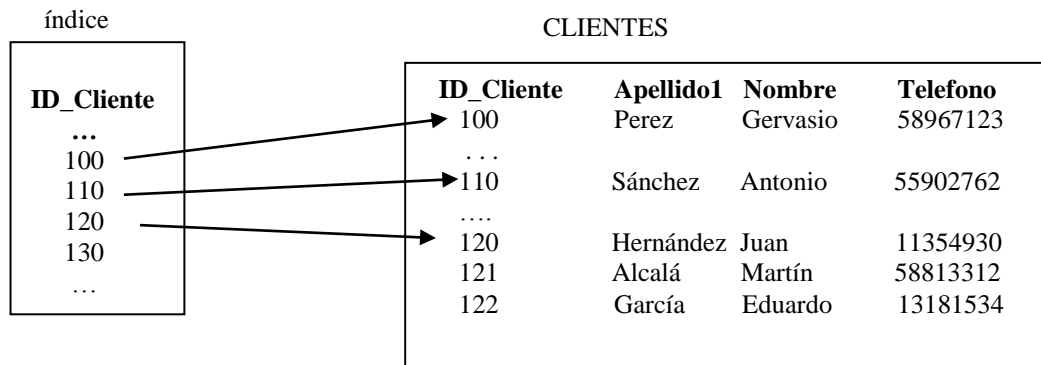 índice
ID_Cliente
...
100
110
120
130
...
CLIENTES
ID_Cliente Apellido1 Nombre Telefono
100 Perez Gervasio 58967123
...
110 Sánchez Antonio 55902762
....
120 Hernández Juan 11354930
121 Alcalá Martín 58813312
122 García Eduardo 13181534